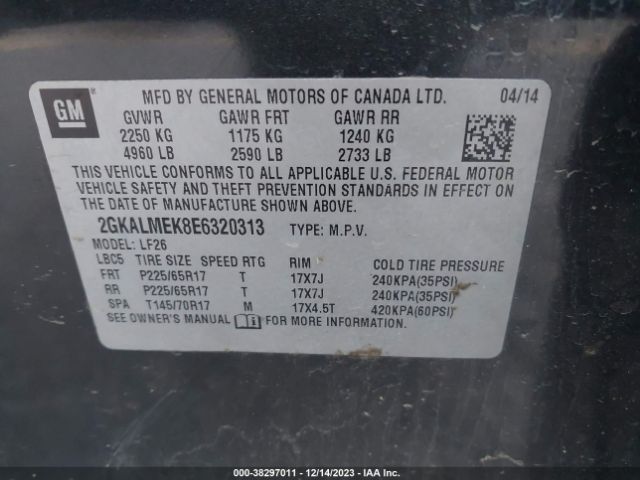 GM
MFD BY GENERAL MOTORS OF CANADA LTD. 04/14
GVWR GAWR FRT GAWR RR
2250 KG 1175 KG 1240 KG
4960 LB 2590 LB 2733 LB
THIS VEHICLE CONFORMS TO ALL APPLICABLE U.S. FEDERAL MOTOR
VEHICLE SAFETY AND THEFT PREVENTION STANDARDS IN EFFECT ON
THE DATE OF MANUFACTURE SHOWN ABOVE.
2GKALMEK8E6320313 TYPE: M.P.V.
MODEL: LF26
LBC5 TIRE SIZE SPEED RTG RIM COLD TIRE PRESSURE
FRT P225/65R17 T 17X7J 240KPA(35PSI)
RR P225/65R17 T 17X7J 240KPA(35PSI)
SPA T145/70R17 M 17X4.5T 420KPA(60PSI)
SEE OWNER'S MANUAL FOR MORE INFORMATION.
000-38297011 - 12/14/2023 - IAA